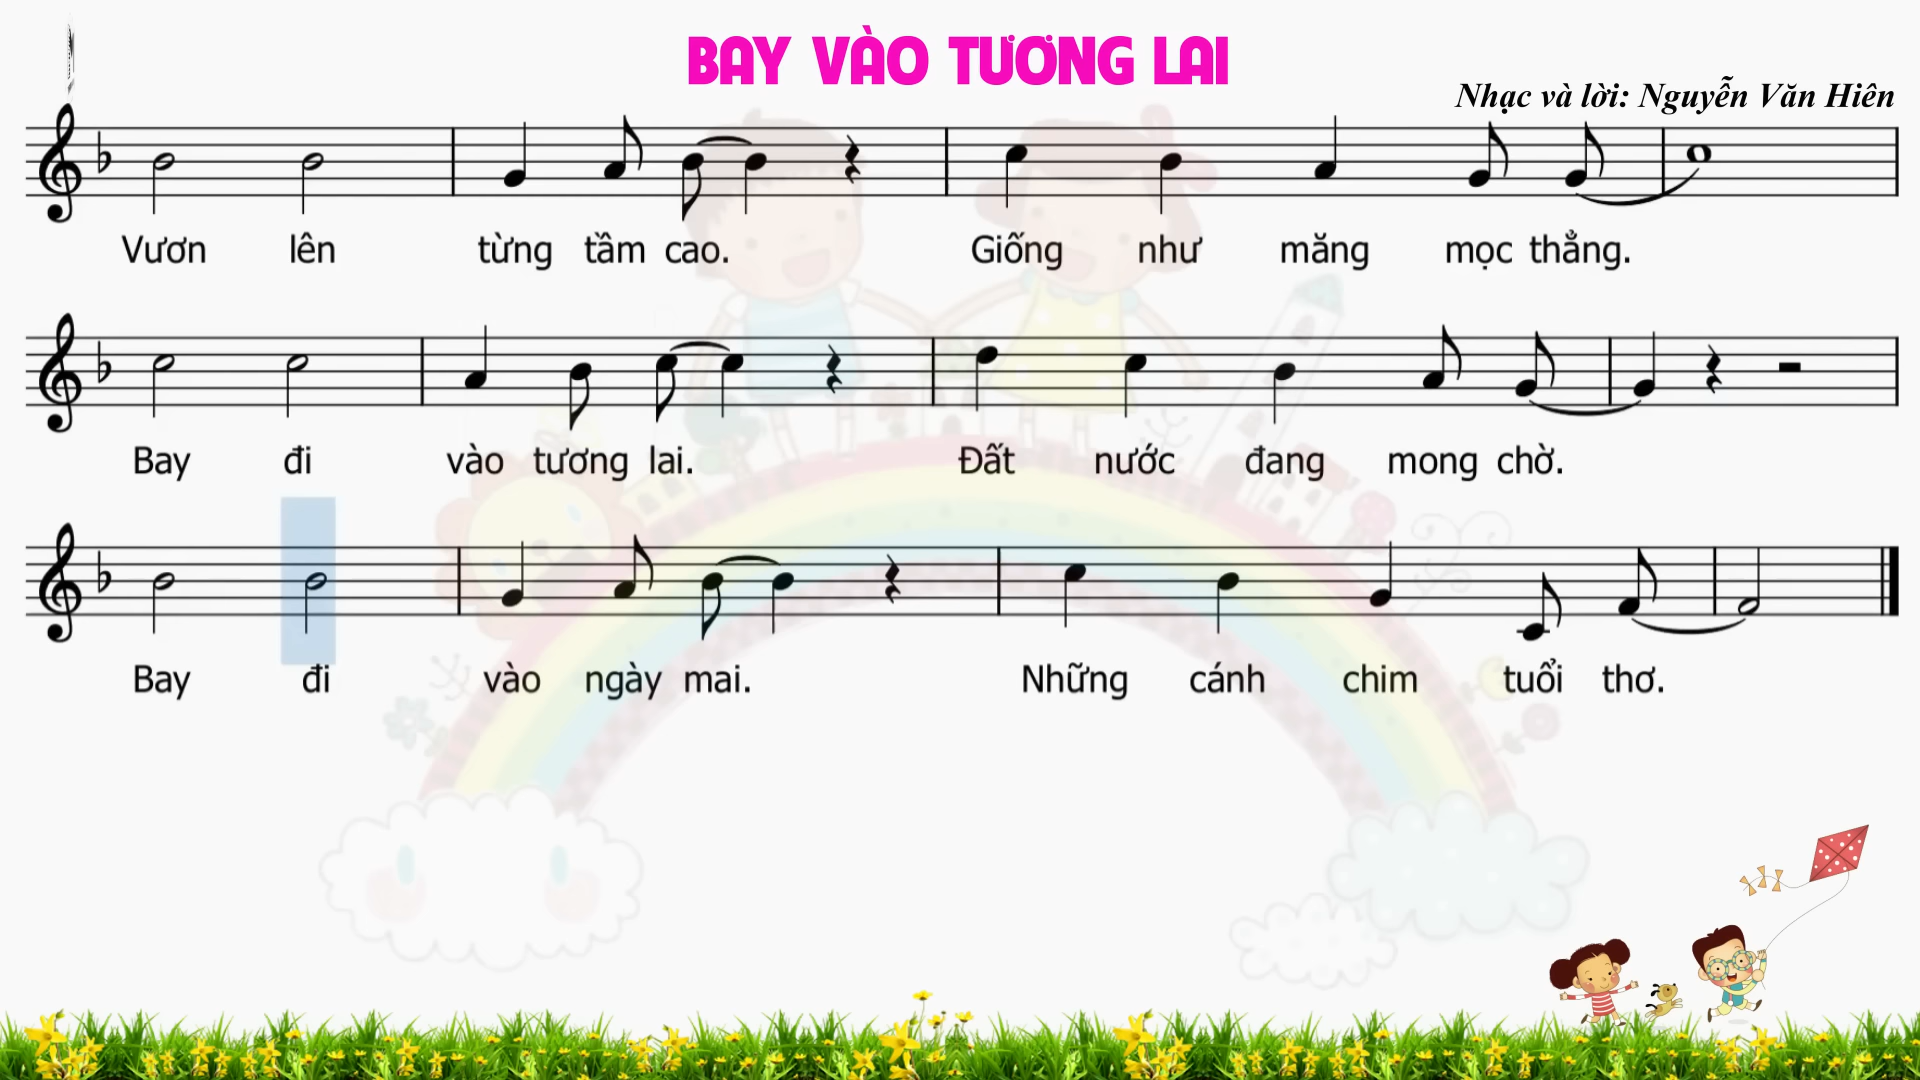 BAY VÀO TƯƠNG LAI
Nhạc và lời: Nguyễn Văn Hiên
Vươn lên từng tầm cao. Giống như măng mọc thẳng.
Bay đi vào tương lai. Đất nước đang mong chờ.
Bay đi vào ngày mai. Những cánh chim tuổi thơ.